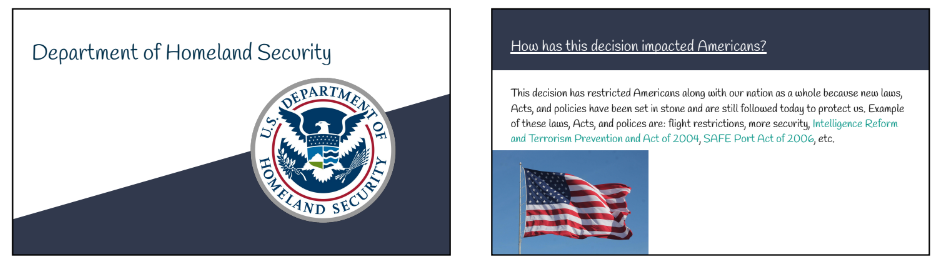 Department of Homeland Security
U.S. DEPARTMENT OF
HOMELAND SECURITY
How has this decision impacted Americans?
This decision has restricted Americans along with our nation as a whole because new laws,
Acts, and policies have been set in stone and are still followed today to protect us. Example
of these laws, Acts, and polices are: flight restrictions, more security, Intelligence Reform
and Terrorism Prevention and Act of 2004, SAFE Port Act of 2006, etc.